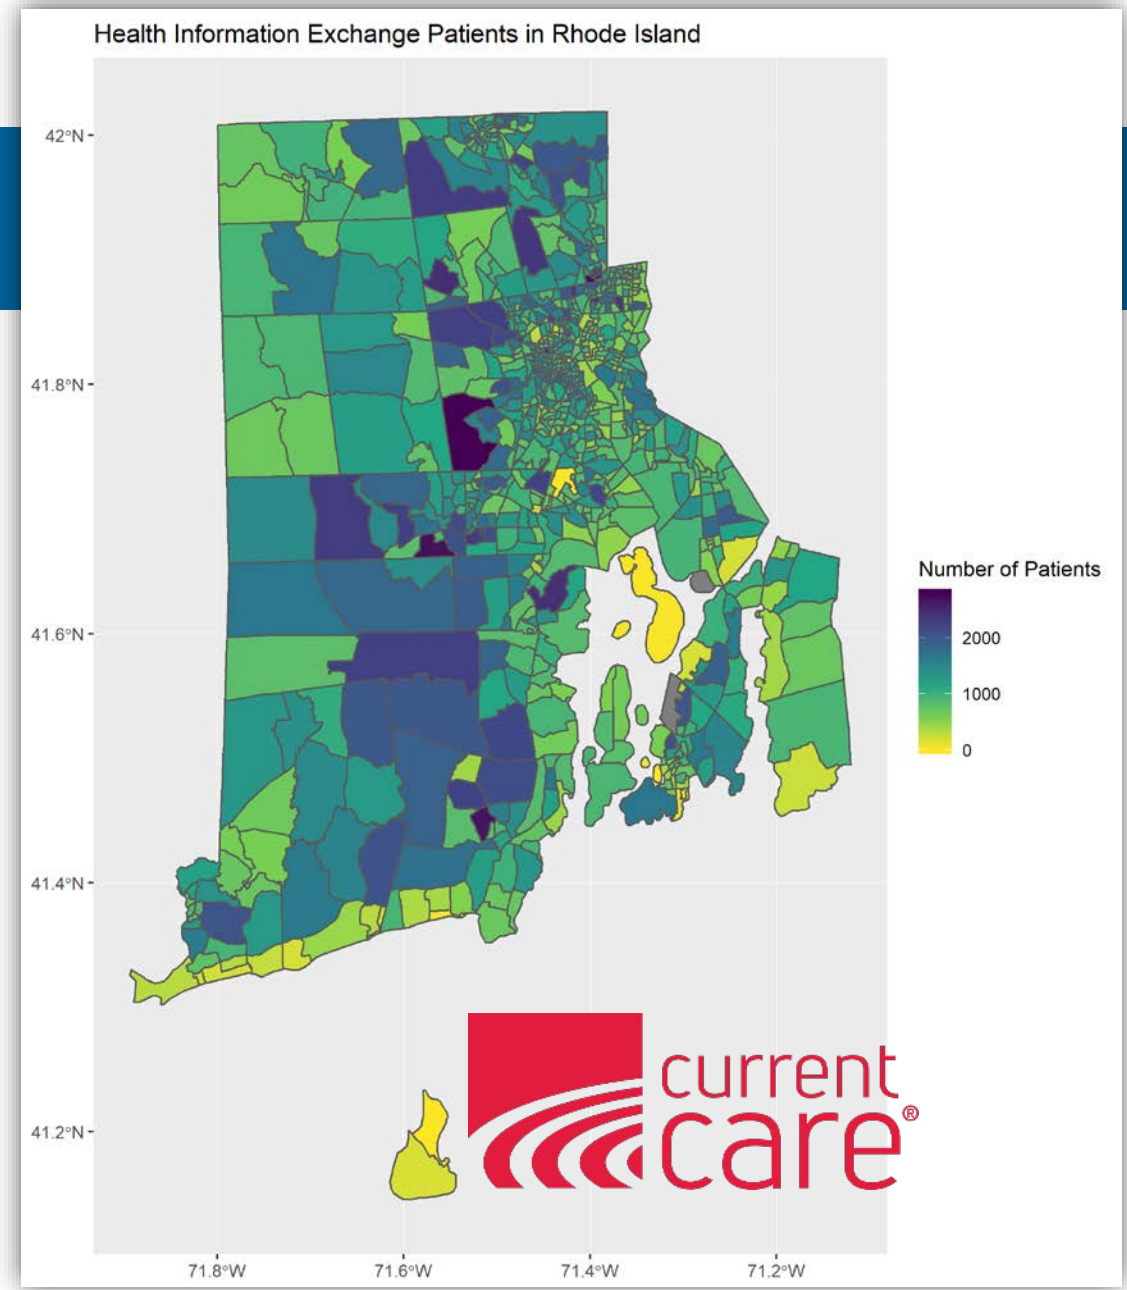 Health Information Exchange Patients in Rhode Island
42°N
41.8°N
41.6°N
41.4°N
41.2°N
71.8°W
71.6°W
71.4°W
71.2°W
Number of Patients
2000
1000
0
current
care®